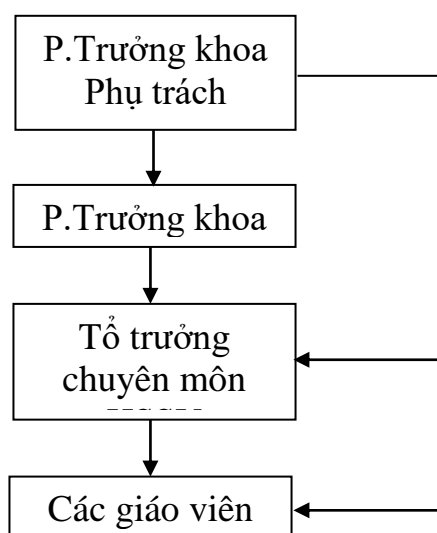 P.Trưởng khoa
Phụ trách
P.Trưởng khoa
Tổ trưởng
chuyên môn
Các giáo viên